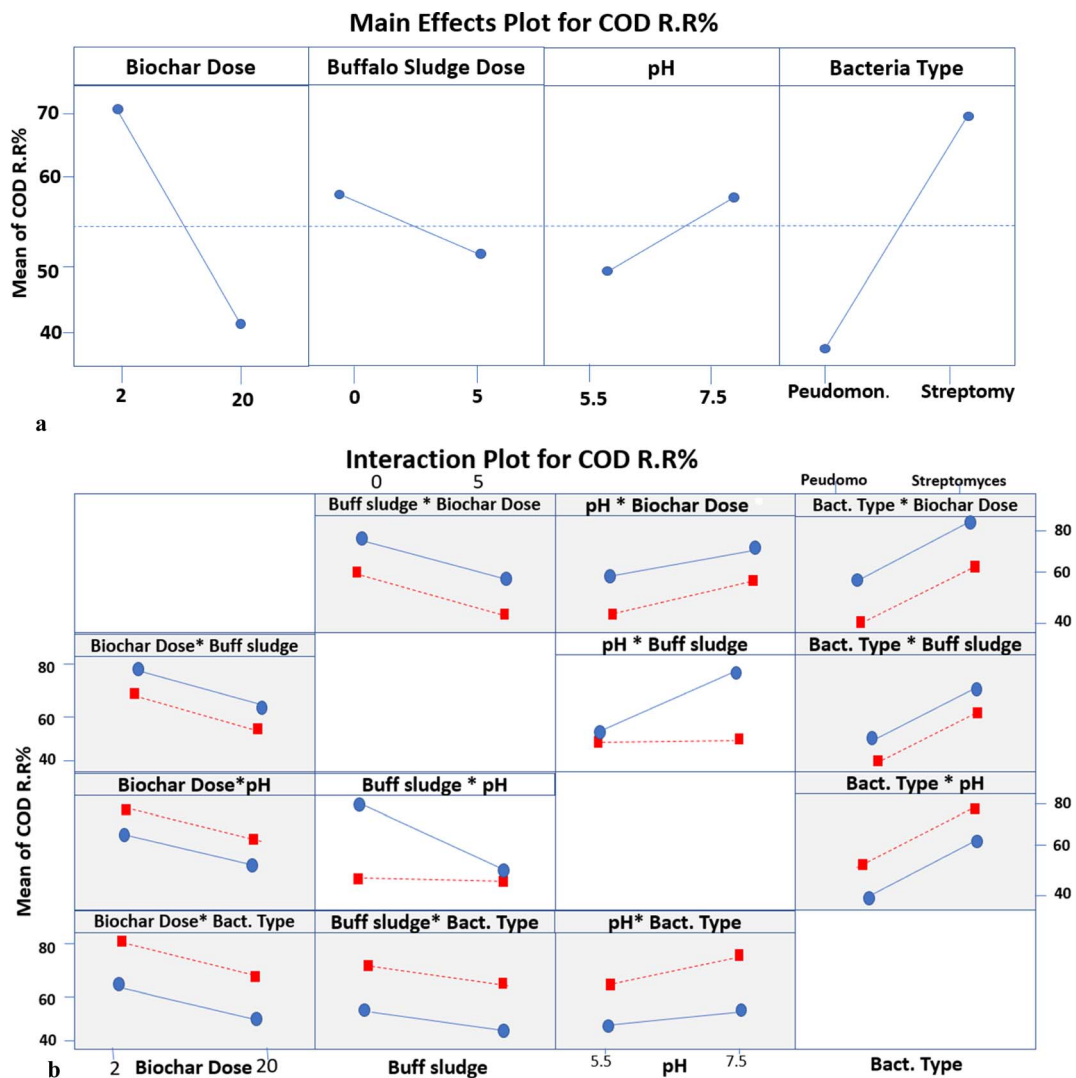 Main Effects Plot for COD R.R%
Biochar Dose
Buffalo Sludge Dose
pH
Bacteria Type
Mean of COD R.R%
70
60
50
40
2
20
0
5
5.5
7.5
Peudomon.
Streptomy
a
Interaction Plot for COD R.R%
0
5
Peudomo
Streptomyces
Buff sludge * Biochar Dose
pH * Biochar Dose
Bact. Type * Biochar Dose
80
60
40
Biochar Dose* Buff sludge
pH * Buff sludge
Bact. Type * Buff sludge
80
60
40
Mean of COD R.R%
Biochar Dose*pH
Buff sludge * pH
Bact. Type * pH
80
60
40
Biochar Dose* Bact. Type
Buff sludge* Bact. Type
pH* Bact. Type
80
60
40
2
20
5.5
7.5
b
Biochar Dose
Buff sludge
pH
Bact. Type